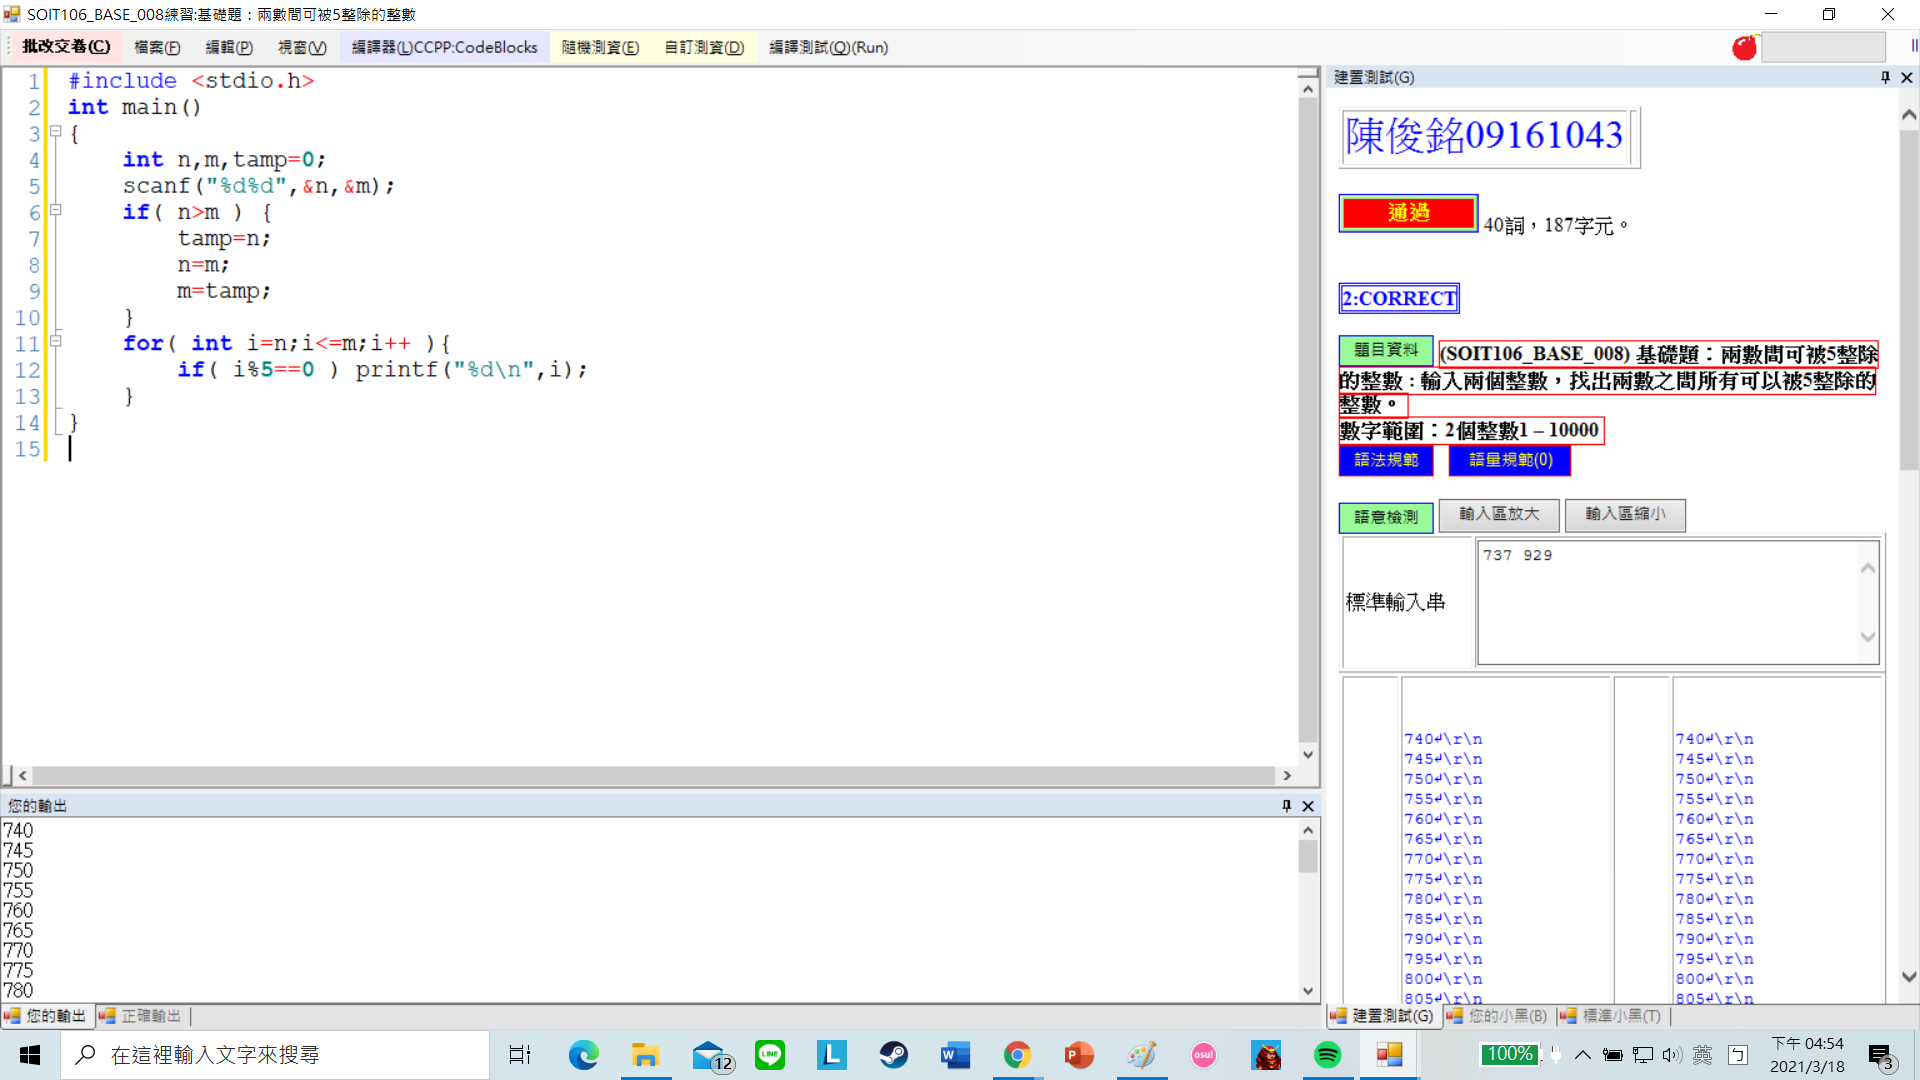 SOIT106_BASE_008練習:基礎題：兩數間可被5整除的整數
批改交卷(C) 檔案(F) 編輯(P) 視窗(V) 編譯器(L)CCPP:CodeBlocks 隨機測資(E) 自訂測資(D) 編譯測試(Q)(Run)
1 #include <stdio.h>
2 int main()
3 {
4 int n,m,tamp=0;
5 scanf("%d%d",&n,&m);
6 if( n>m ) {
7 tamp=n;
8 n=m;
9 m=tamp;
10 }
11 for( int i=n;i<=m;i++ ){
12 if( i%5==0 ) printf("%d\n",i);
13 }
14 }
15
您的輸出
740
745
750
755
760
765
770
775
780
您的輸出 正確輸出
建置測試(G)
陳俊銘09161043
通過 40詞，187字元。
2:CORRECT
題目資料 (SOIT106_BASE_008) 基礎題：兩數間可被5整除
的整數：輸入兩個整數，找出兩數之間所有可以被5整除的
整數。
數字範圍：2個整數1 – 10000
語法規範 語量規範(0)
語意檢測 輸入區放大 輸入區縮小
標準輸入串 737 929
740↲\r\n 740↲\r\n
745↲\r\n 745↲\r\n
750↲\r\n 750↲\r\n
755↲\r\n 755↲\r\n
760↲\r\n 760↲\r\n
765↲\r\n 765↲\r\n
770↲\r\n 770↲\r\n
775↲\r\n 775↲\r\n
780↲\r\n 780↲\r\n
785↲\r\n 785↲\r\n
790↲\r\n 790↲\r\n
795↲\r\n 795↲\r\n
800↲\r\n 800↲\r\n
805↲\r\n 805↲\r\n
建置測試(G) 您的小黑(B) 標準小黑(T)
在這裡輸入文字來搜尋
12 LINE L W P osu!
100% 英 ㄅ
下午 04:54
2021/3/18
3